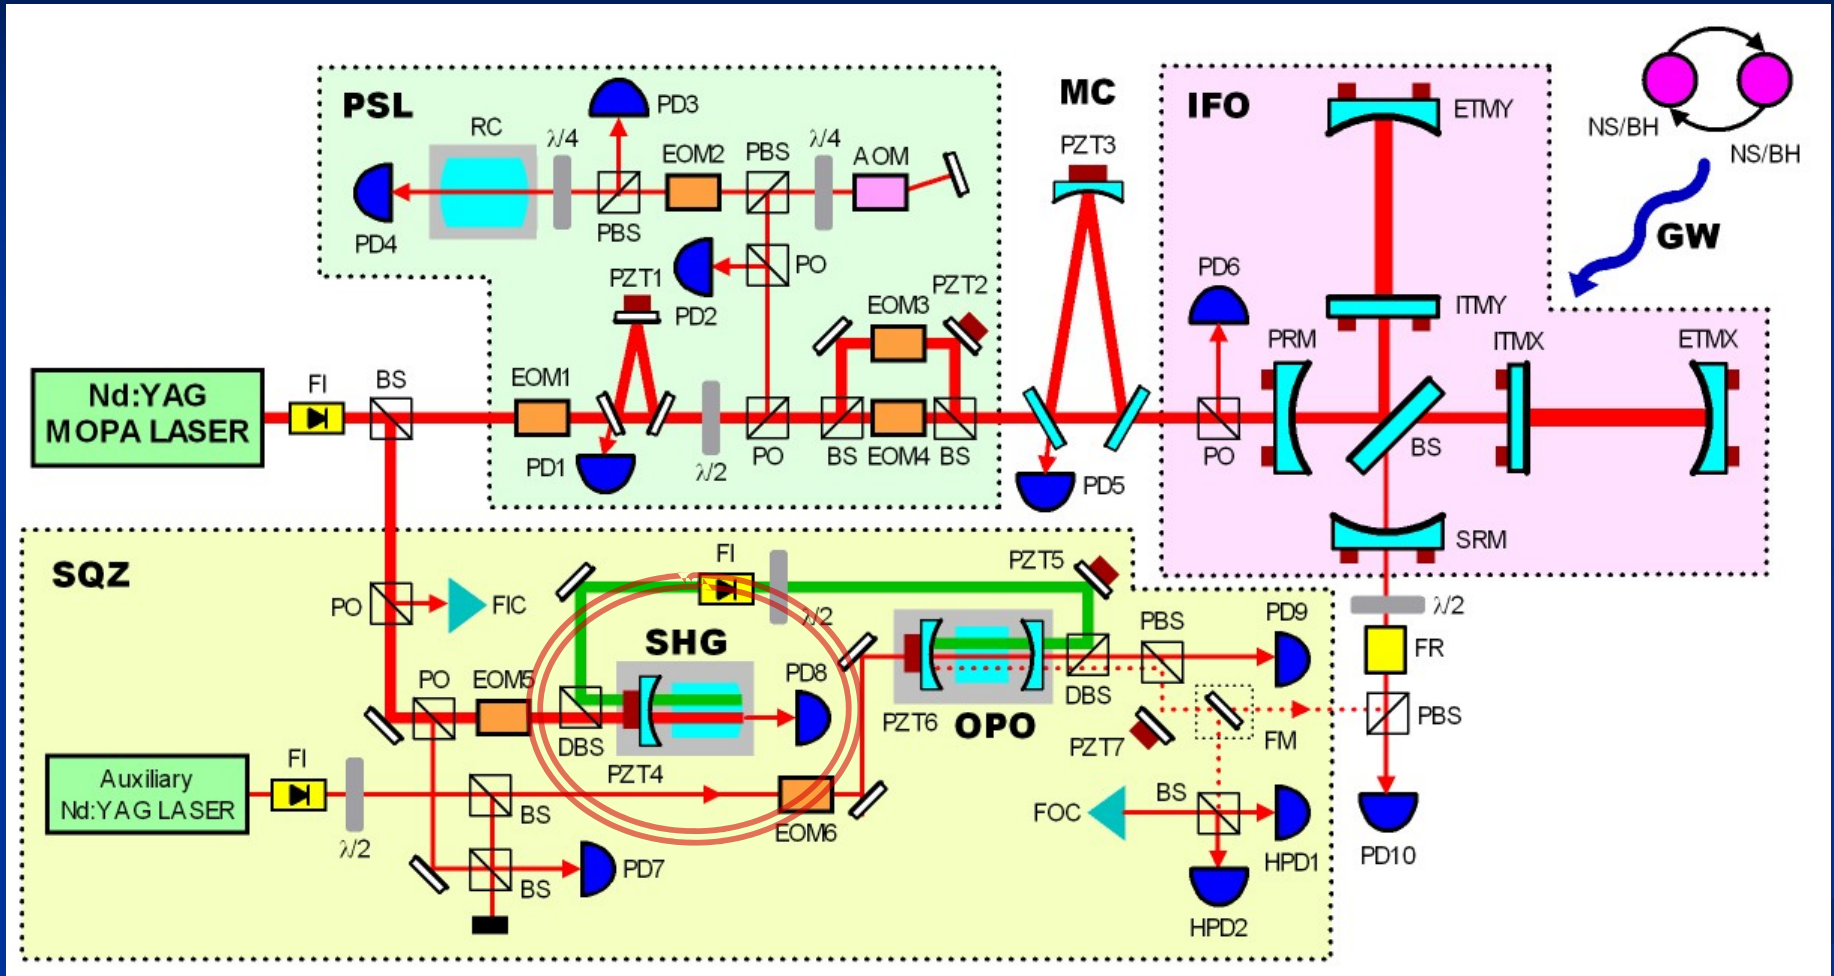 PSL
RC
λ/4
PD3
EOM2
PBS
λ/4
AOM
PD4
PBS
PO
PD2
PZT1
PZT2
EOM3
EOM1
PD1
λ/2
PO
BS
EOM4
BS
MC
PZT3
PD5
IFO
ETMY
NS/BH
NS/BH
GW
PD6
ITMY
PRM
ITMX
ETMX
PO
BS
SRM
Nd:YAG
MOPA LASER
FI
BS
SQZ
PO
FIC
FI
λ/2
PZT5
SHG
PD8
PO
EOM5
DBS
PZT4
PZT6
OPO
DBS
PBS
PD9
λ/2
FR
PBS
PZT7
FM
Auxiliary
Nd:YAG LASER
FI
λ/2
BS
EOM6
BS
PD7
FOC
BS
HPD1
HPD2
PD10